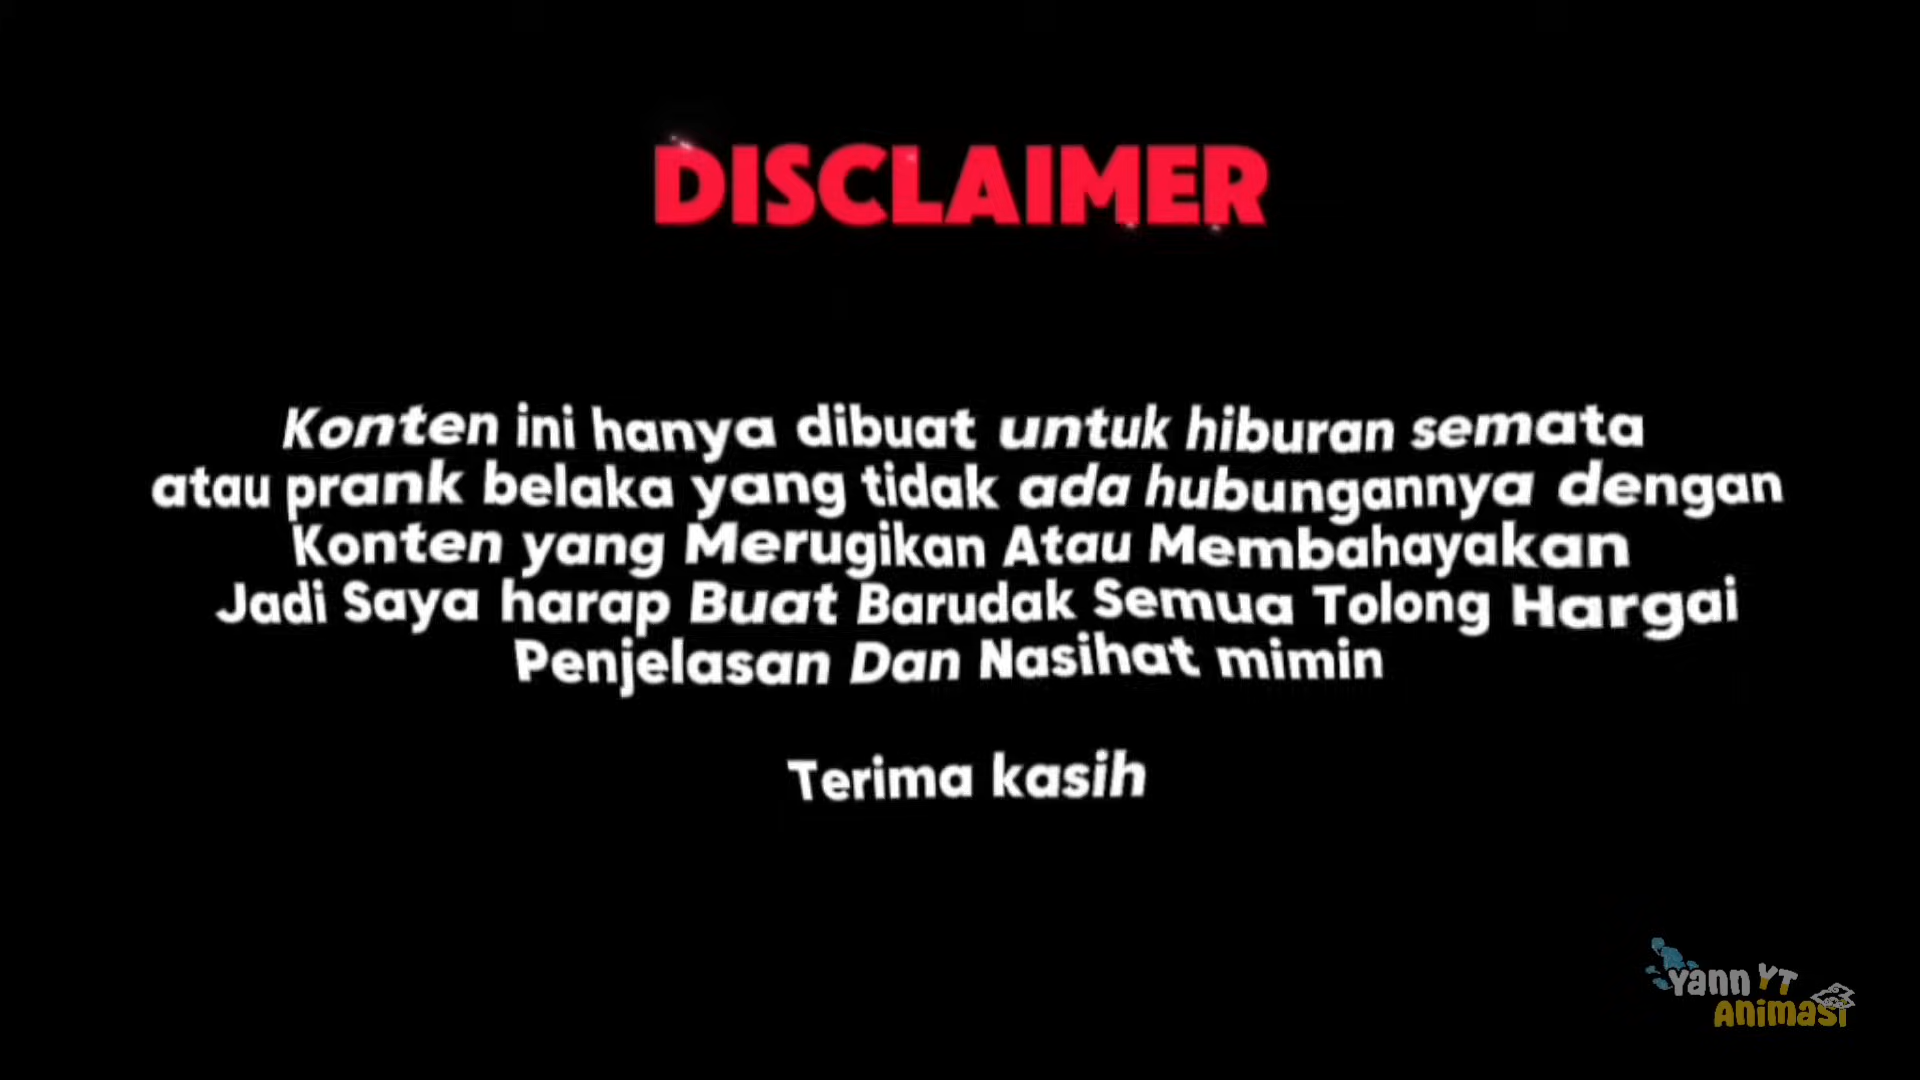 DISCLAIMER
Konten ini hanya dibuat untuk hiburan semata
atau prank belaka yang tidak ada hubungannya dengan
Konten yang Merugikan Atau Membahayakan
Jadi Saya harap Buat Barudak Semua Tolong Hargai
Penjelasan Dan Nasihat mimin
Terima kasih
Yann YT
Animasi